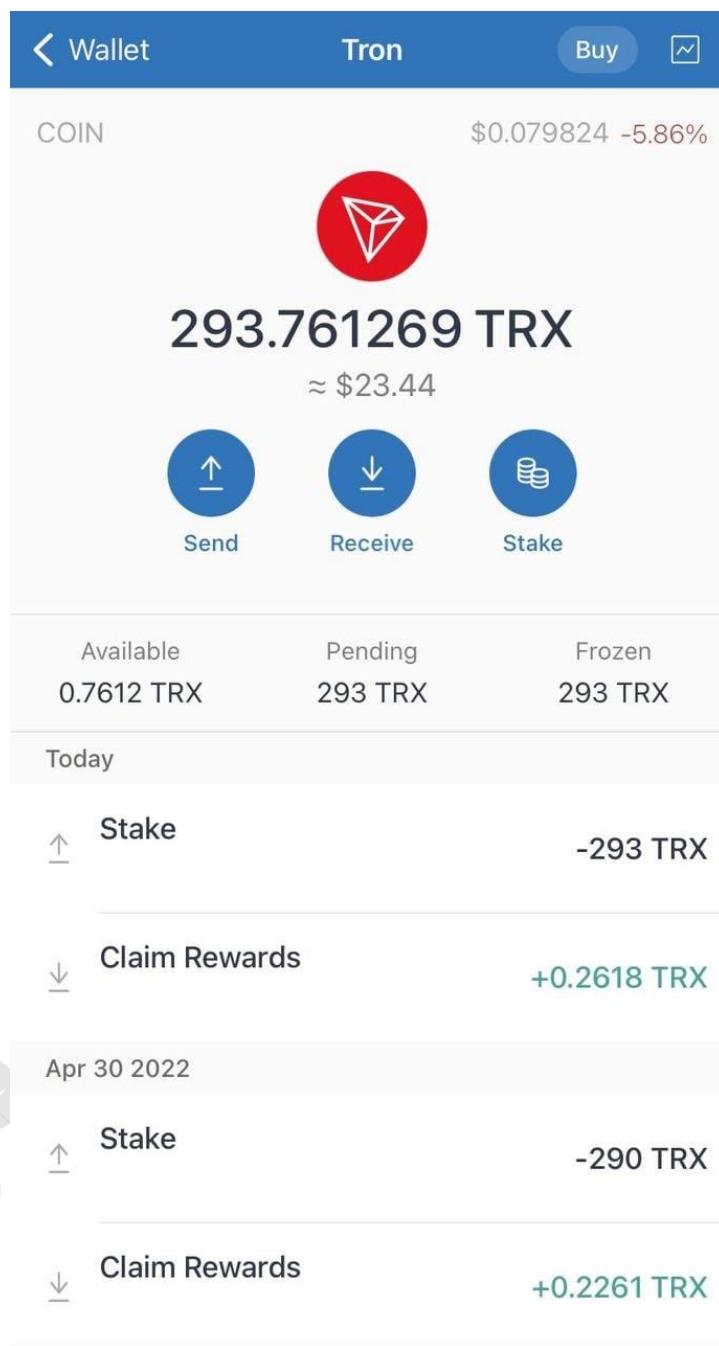 Wallet Tron Buy
COIN $0.079824 -5.86%
293.761269 TRX
≈ $23.44
Send Receive Stake
Available Pending Frozen
0.7612 TRX 293 TRX 293 TRX
Today
Stake
-293 TRX
Claim Rewards
+0.2618 TRX
Apr 30 2022
Stake
-290 TRX
Claim Rewards
+0.2261 TRX